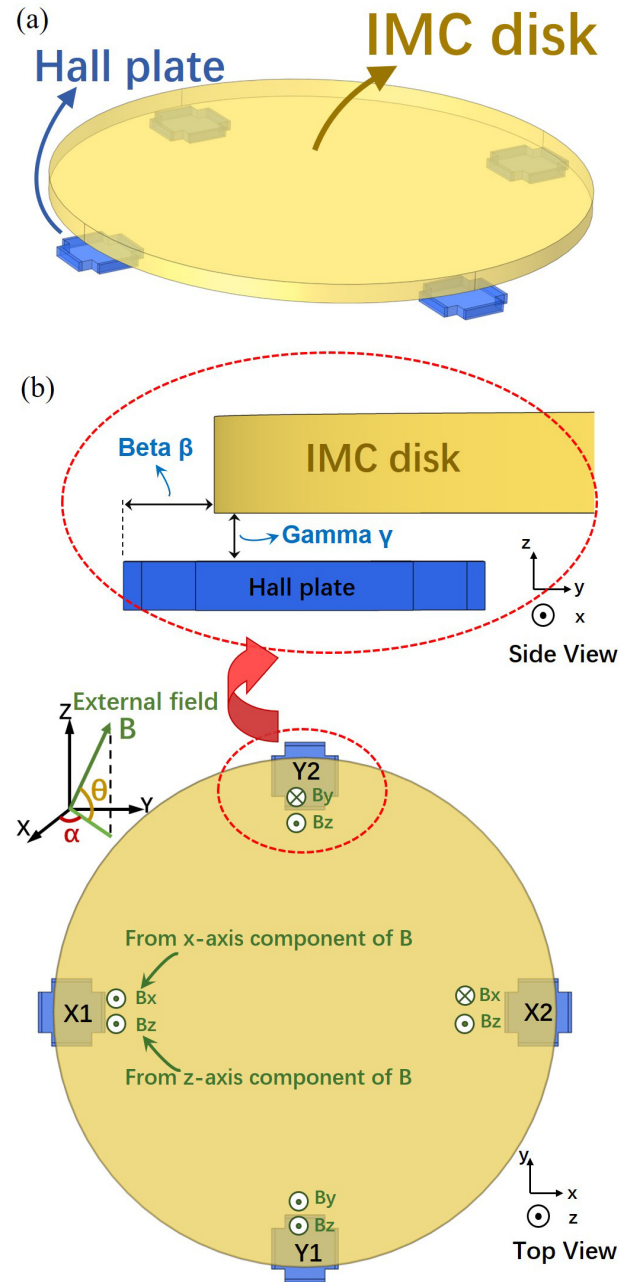 (a)
IMC disk
Hall plate
(b)
Beta β
IMC disk
Gamma γ
Hall plate
z
y
x
Side View
Z
External field
B
θ
Y
X
α
Y2
By
Bz
From x-axis component of B
X1
Bx
Bz
Bx
Bz
X2
From z-axis component of B
By
Bz
Y1
y
x
z
Top View